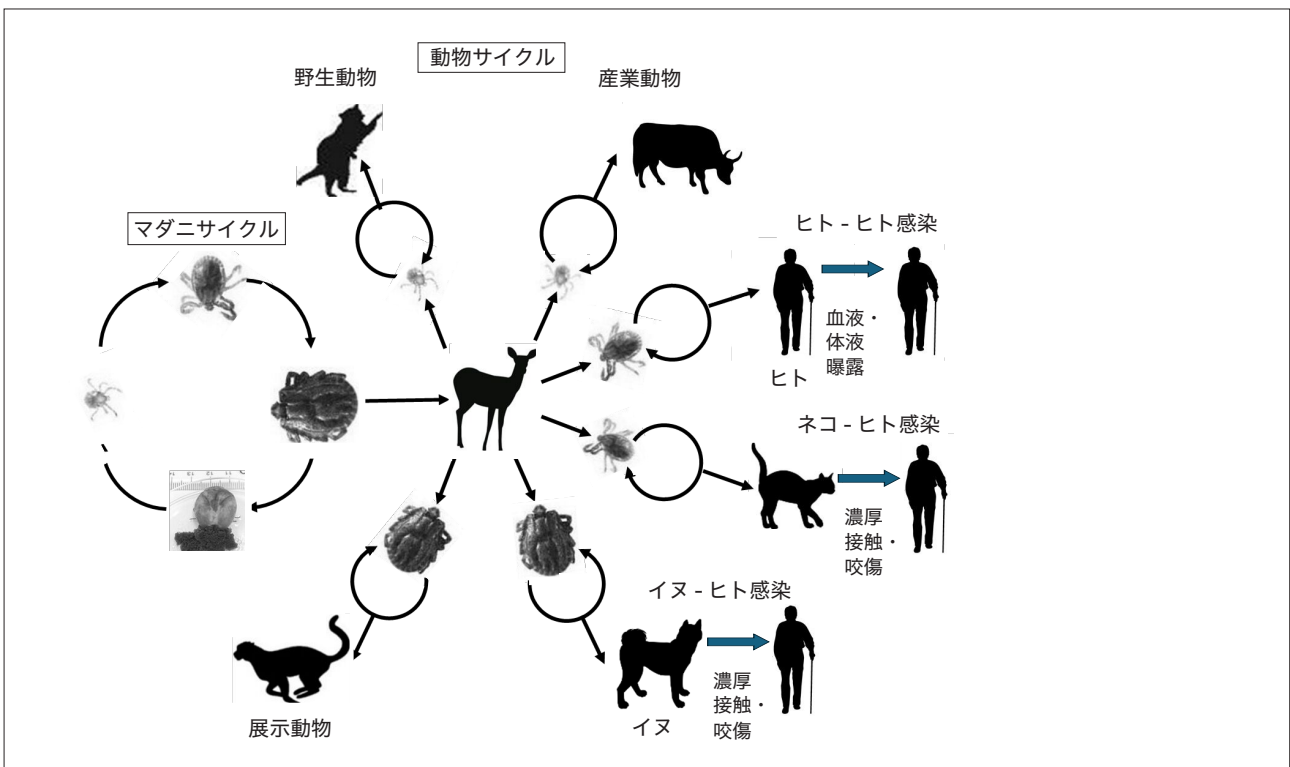 動物サイクル
野生動物
産業動物
マダニサイクル
ヒト - ヒト感染
血液・
体液
曝露
ヒト
ネコ - ヒト感染
濃厚
接触・
咬傷
イヌ - ヒト感染
濃厚
接触・
咬傷
イヌ
展示動物